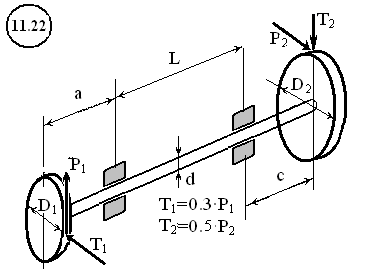 11.22
T₂
P₂
L
a
D₂
P₁
d
c
D₁
T₁=0.3·P₁
T₂=0.5·P₂
T₁